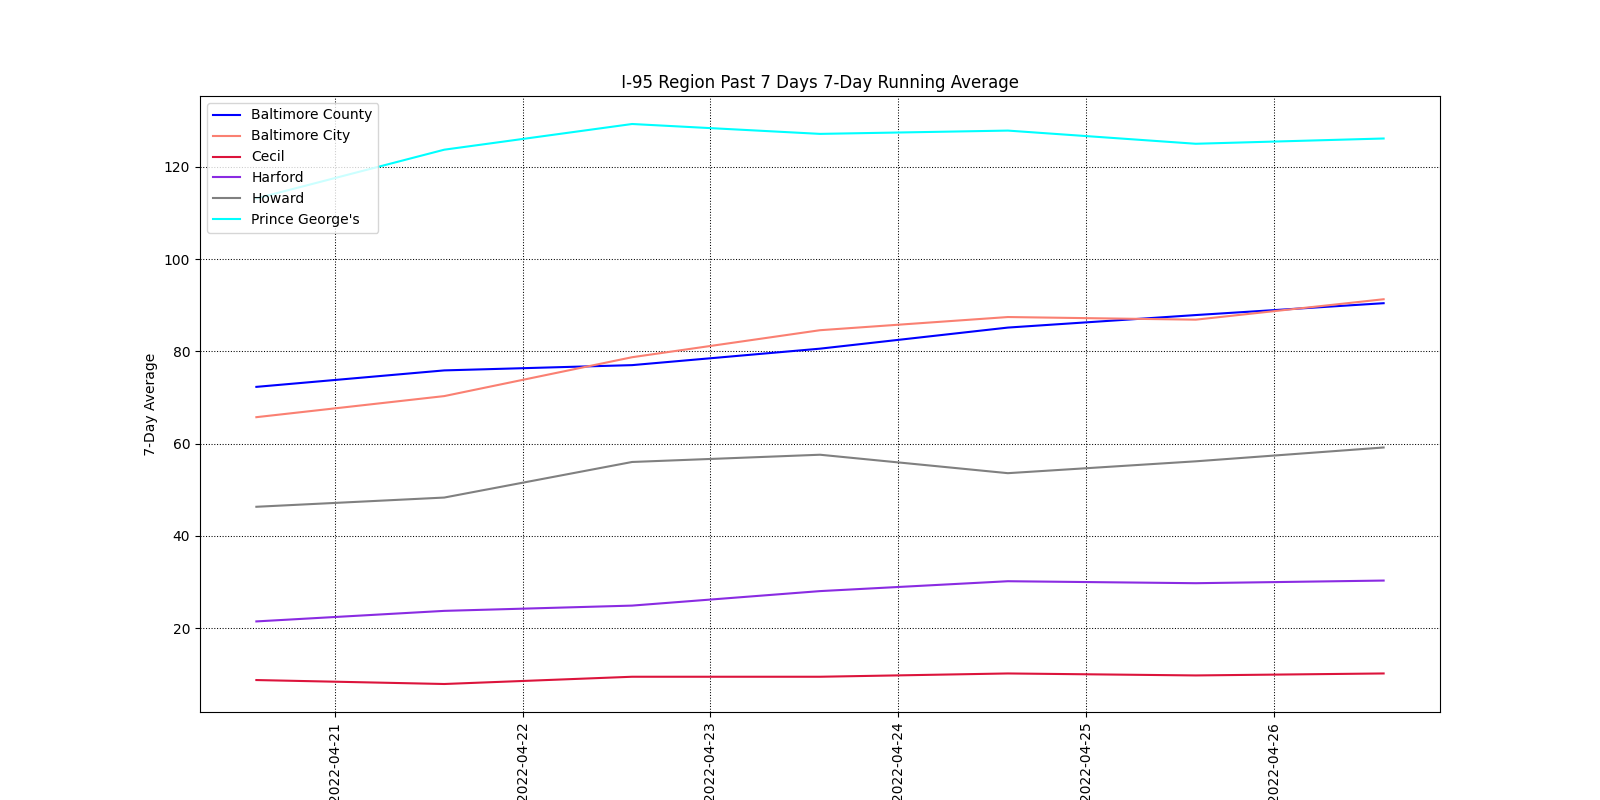 I-95 Region Past 7 Days 7-Day Running Average
Baltimore County
Baltimore City
Cecil
Harford
Howard
Prince George's
7-Day Average
120
100
80
60
40
20
2022-04-21
2022-04-22
2022-04-23
2022-04-24
2022-04-25
2022-04-26